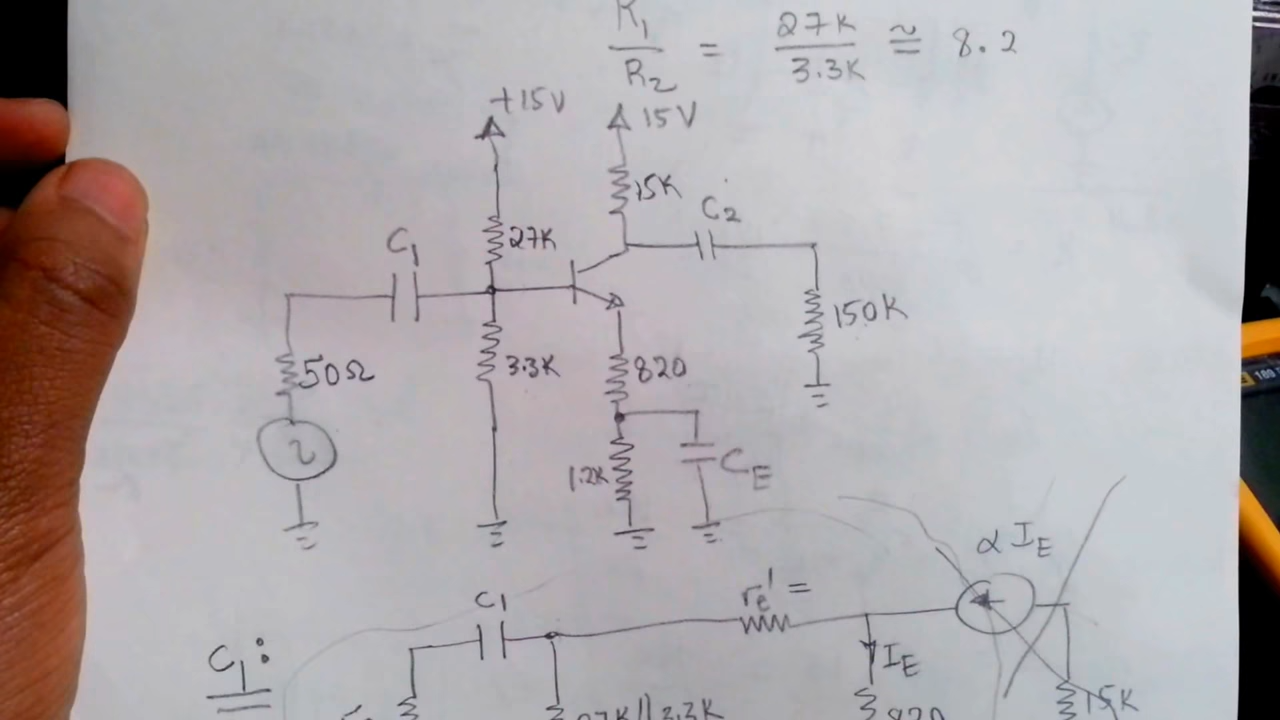 R1 / R2 = 27K / 3.3K ≅ 8.2
+15V 15V
15K
C1 27K C2
50Ω 3.3K 820 150K
1.2K CE
αIE
C1 re' =
C1: IE
27K||3.3K 820 15K